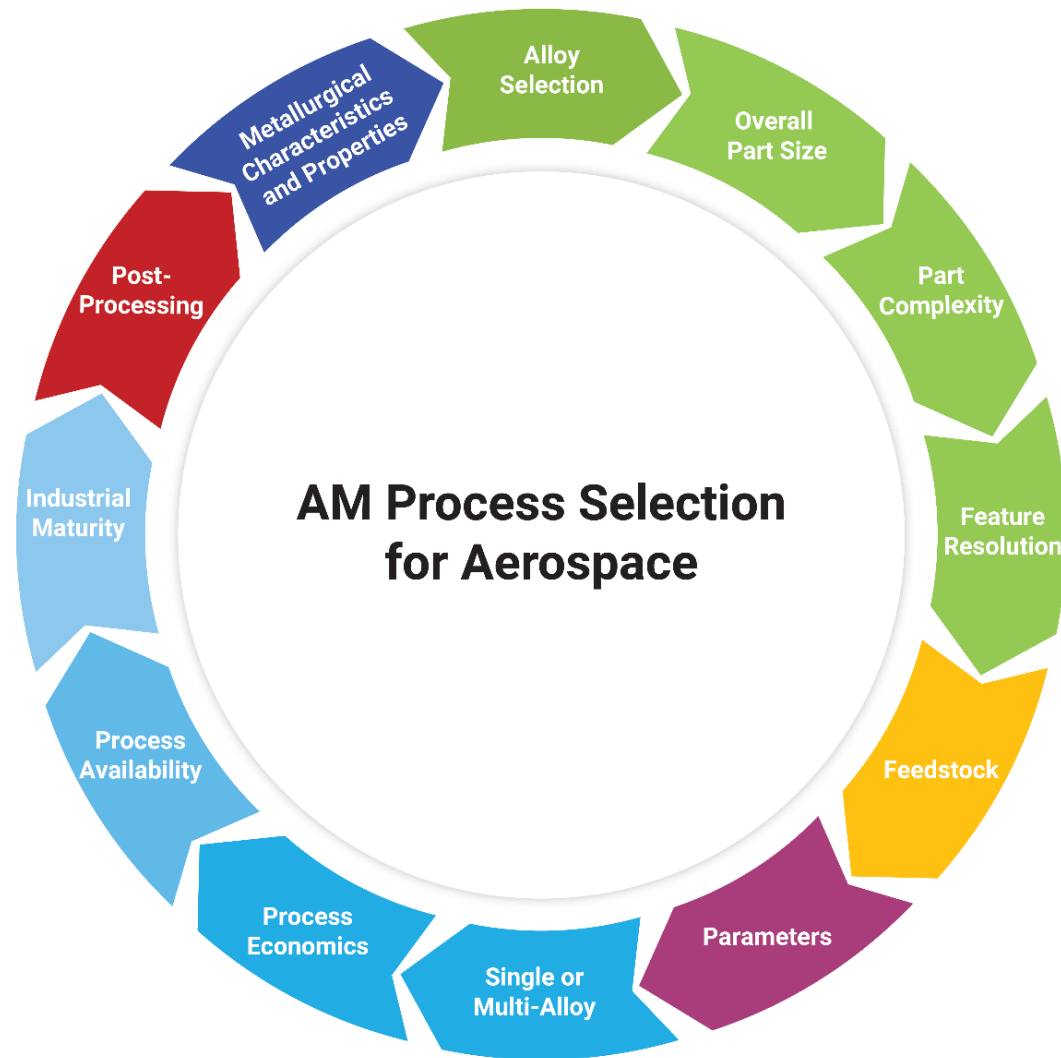 Alloy
Selection
Overall
Part Size
Part
Complexity
Feature
Resolution
Feedstock
Parameters
Single or
Multi-Alloy
Process
Economics
Process
Availability
Industrial
Maturity
Post-
Processing
Metallurgical
Characteristics
and Properties
AM Process Selection
for Aerospace